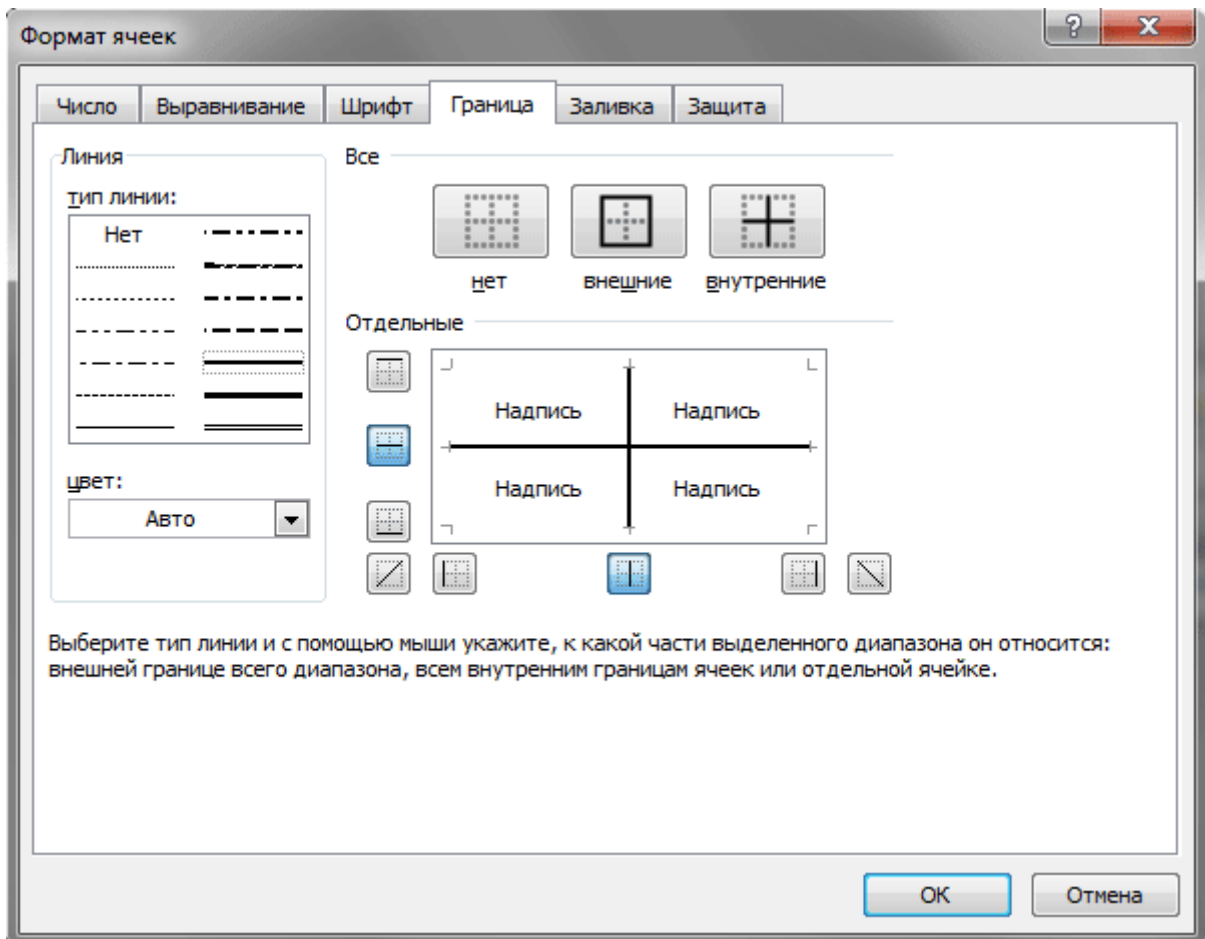 Формат ячеек
Число Выравнивание Шрифт Граница Заливка Защита
Линия
тип линии:
Нет
цвет:
Авто
Все
нет внешние внутренние
Отдельные
Надпись Надпись
Надпись Надпись
Выберите тип линии и с помощью мыши укажите, к какой части выделенного диапазона он относится:
внешней границе всего диапазона, всем внутренним границам ячеек или отдельной ячейке.
ОК Отмена